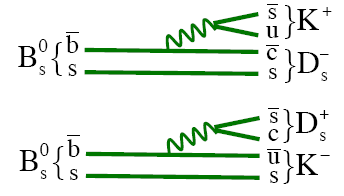 s̄ } K⁺
u
B⁰ₛ { b̄ c̄ } D⁻ₛ
s s
s̄ } D⁺ₛ
c
B⁰ₛ { b̄ ū } K⁻
s s